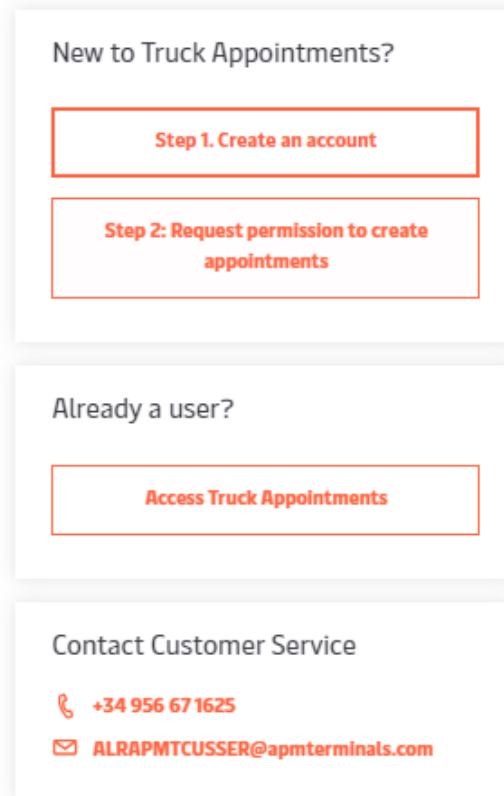 New to Truck Appointments?
Step 1. Create an account
Step 2: Request permission to create
appointments
Already a user?
Access Truck Appointments
Contact Customer Service
+34 956 67 1625
ALRAPMTCUSSER@apmterminals.com